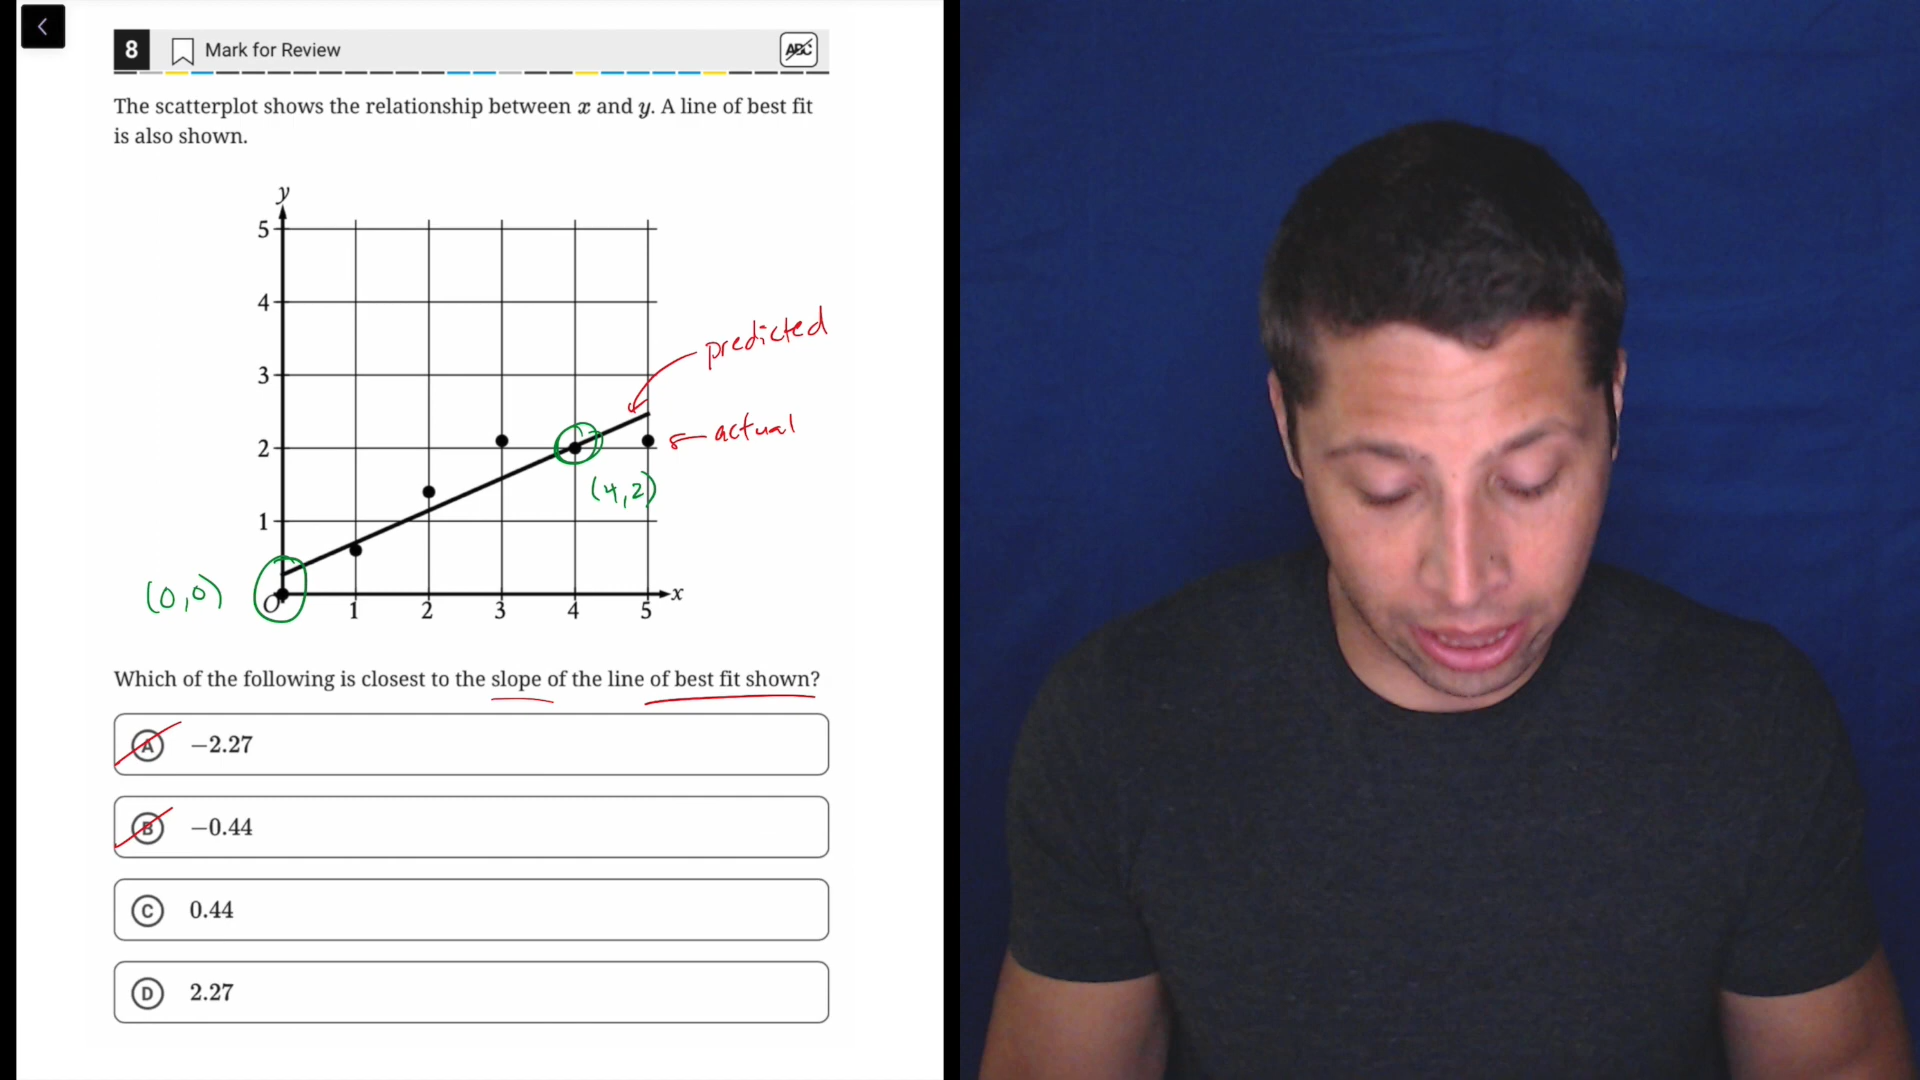 8 Mark for Review ABC
The scatterplot shows the relationship between x and y. A line of best fit
is also shown.
y
5
4
predicted
3
actual
2
(4,2)
1
(0,0)
O 1 2 3 4 5 x
Which of the following is closest to the slope of the line of best fit shown?
A −2.27
B −0.44
C 0.44
D 2.27